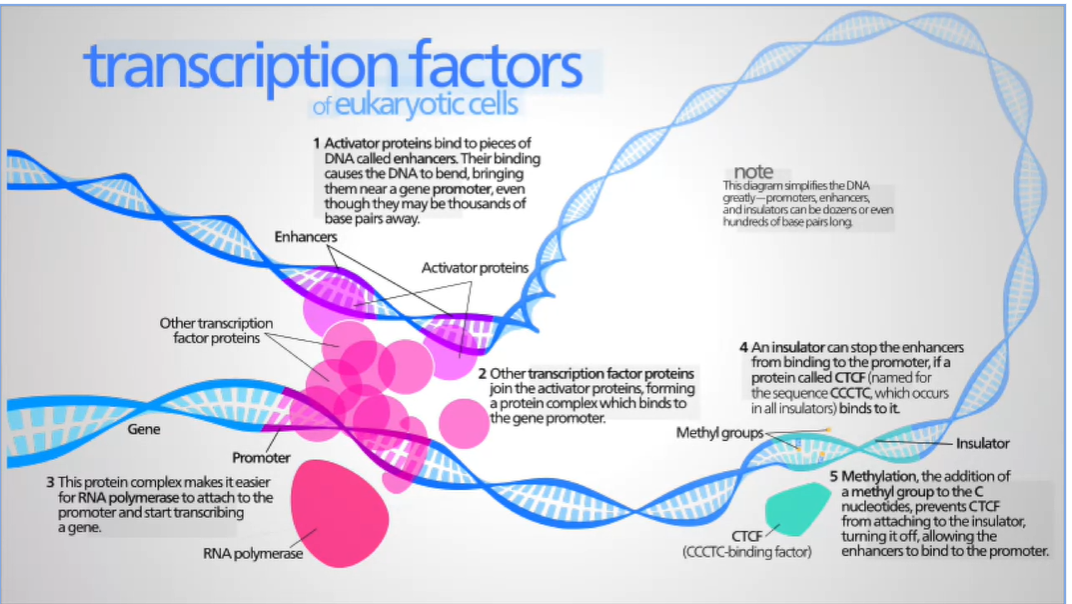 transcription factors
of eukaryotic cells
1 Activator proteins bind to pieces of
DNA called enhancers. Their binding
causes the DNA to bend, bringing
them near a gene promoter, even
though they may be thousands of
base pairs away.
note
This diagram simplifies the DNA
greatly—promoters, enhancers,
and insulators can be dozens or even
hundreds of base pairs long.
Enhancers
Activator proteins
Other transcription
factor proteins
2 Other transcription factor proteins
join the activator proteins, forming
a protein complex which binds to
the gene promoter.
4 An insulator can stop the enhancers
from binding to the promoter, if a
protein called CTCF (named for
the sequence CCCTC, which occurs
in all insulators) binds to it.
Gene
Promoter
Methyl groups
Insulator
3 This protein complex makes it easier
for RNA polymerase to attach to the
promoter and start transcribing
a gene.
RNA polymerase
CTCF
(CCCTC-binding factor)
5 Methylation, the addition of
a methyl group to the C
nucleotides, prevents CTCF
from attaching to the insulator,
turning it off, allowing the
enhancers to bind to the promoter.